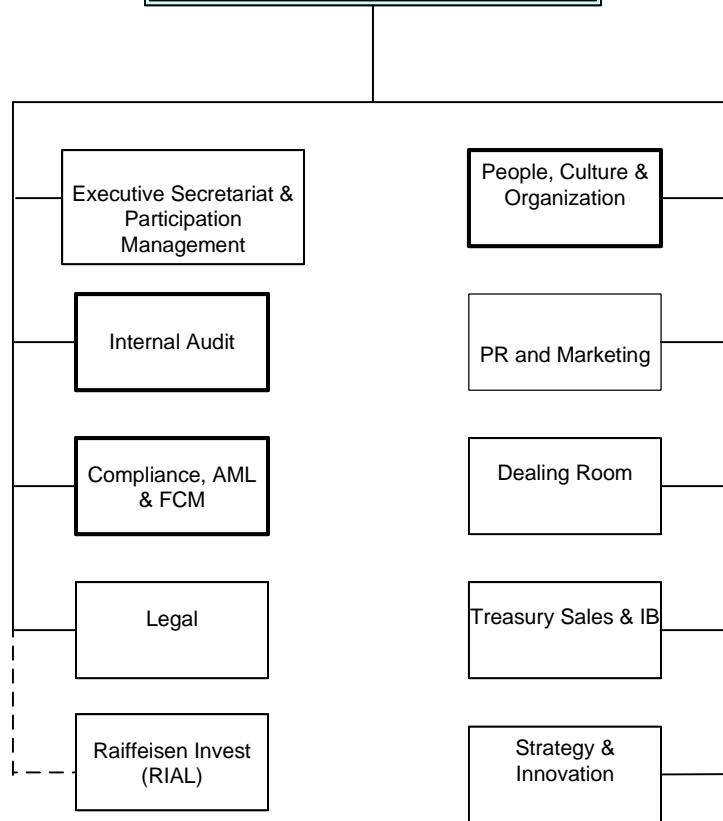 Executive Secretariat &
Participation
Management
People, Culture &
Organization
Internal Audit
PR and Marketing
Compliance, AML
& FCM
Dealing Room
Legal
Treasury Sales & IB
Raiffeisen Invest
(RIAL)
Strategy &
Innovation